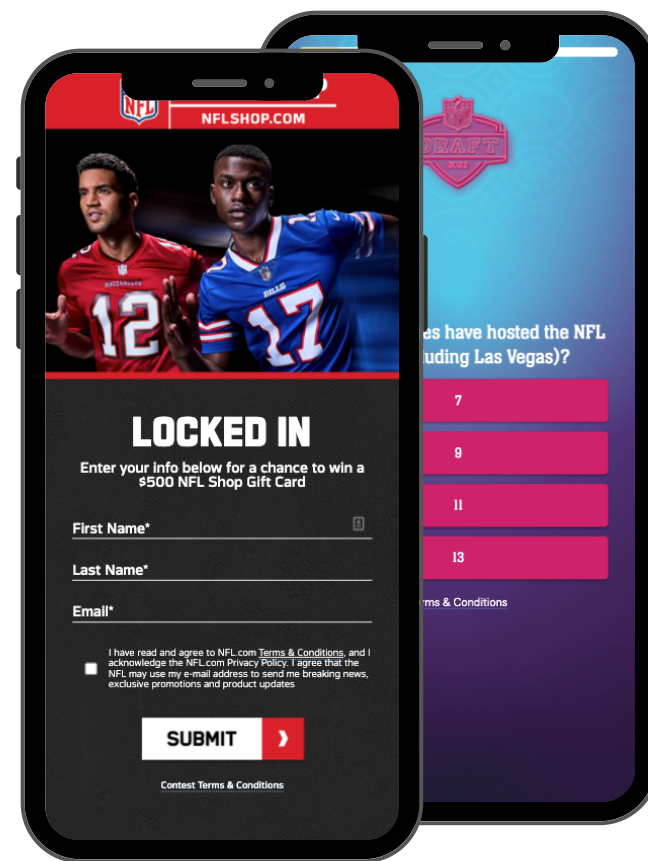 NFL
NFLSHOP.COM
BUCCANEERS
12
BILLS
17
LOCKED IN
Enter your info below for a chance to win a
$500 NFL Shop Gift Card
First Name*
Last Name*
Email*
I have read and agree to NFL.com Terms & Conditions, and I
acknowledge the NFL.com Privacy Policy. I agree that the
NFL may use my e-mail address to send me breaking news,
exclusive promotions and product updates
SUBMIT
Contest Terms & Conditions
DRAFT
2022
have hosted the NFL
Las Vegas)?
7
9
11
13
& Conditions